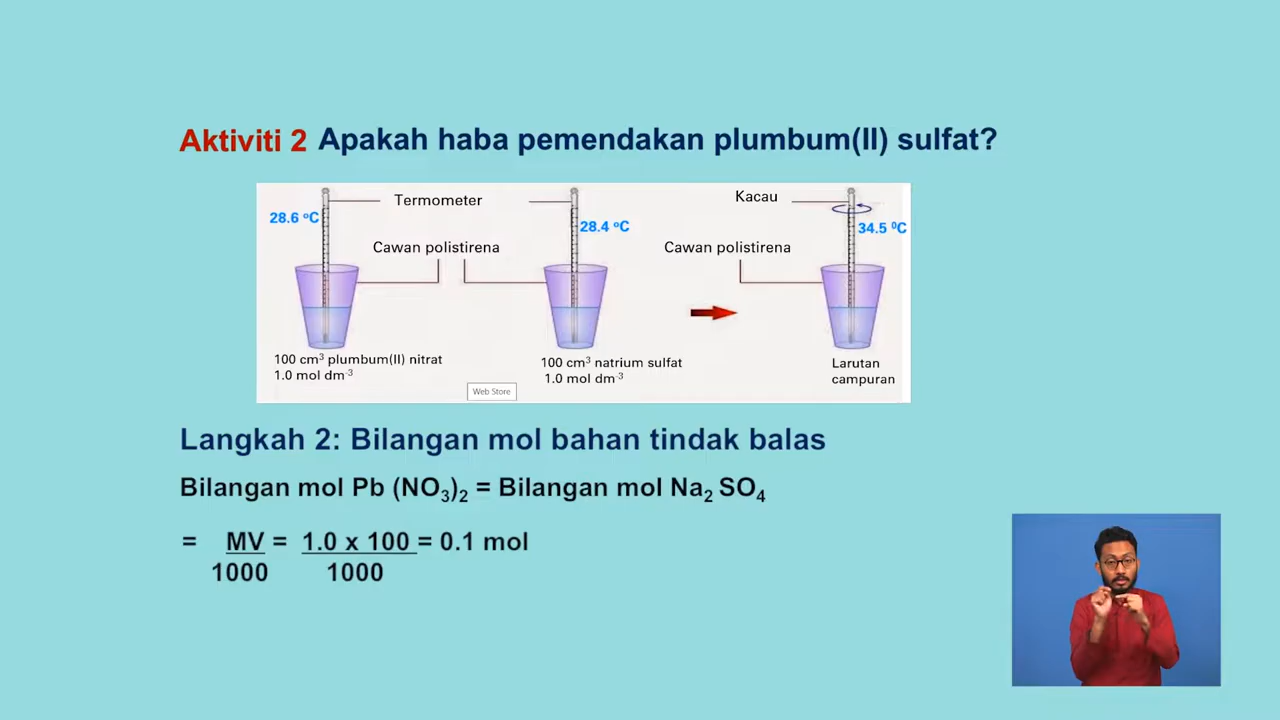 Aktiviti 2 Apakah haba pemendakan plumbum(II) sulfat?
Termometer
Kacau
28.6 ºC
28.4 ºC
34.5 ⁰C
Cawan polistirena
Cawan polistirena
100 cm³ plumbum(II) nitrat
1.0 mol dm⁻³
100 cm³ natrium sulfat
1.0 mol dm⁻³
Larutan
campuran
Web Store
Langkah 2: Bilangan mol bahan tindak balas
Bilangan mol Pb (NO₃)₂ = Bilangan mol Na₂ SO₄
= MV = 1.0 x 100 = 0.1 mol
1000 1000